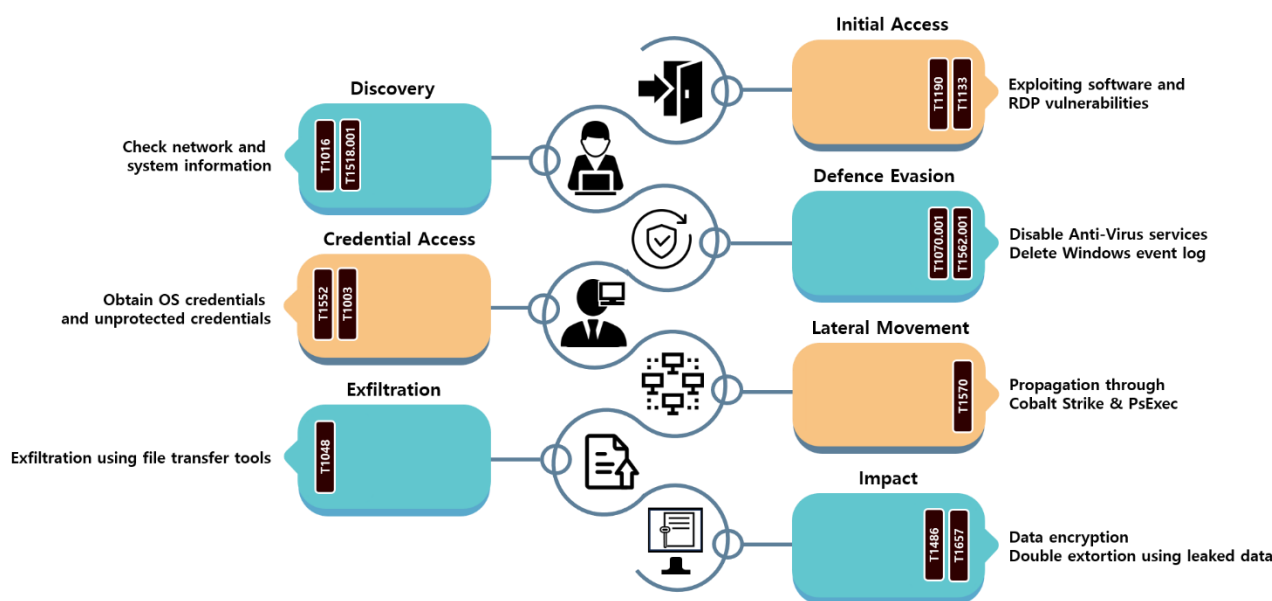 Initial Access
T1190
T1133
Exploiting software and
RDP vulnerabilities
Discovery
Check network and
system information
T1016
T1518.001
Defence Evasion
T1070.001
T1562.001
Disable Anti-Virus services
Delete Windows event log
Credential Access
Obtain OS credentials
and unprotected credentials
T1552
T1003
Lateral Movement
T1570
Propagation through
Cobalt Strike & PsExec
Exfiltration
Exfiltration using file transfer tools
T1048
Impact
T1486
T1657
Data encryption
Double extortion using leaked data